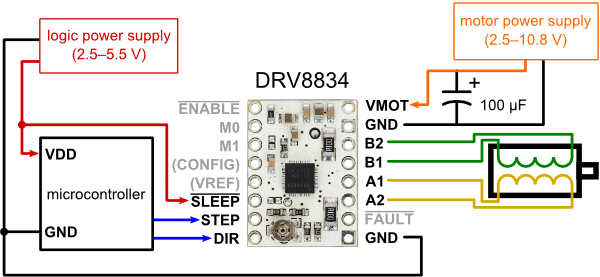 logic power supply
(2.5–5.5 V)
motor power supply
(2.5–10.8 V)
DRV8834
+
100 µF
ENABLE
M0
M1
(CONFIG)
(VREF)
SLEEP
STEP
DIR
VMOT
GND
B2
B1
A1
A2
FAULT
GND
VDD
microcontroller
GND